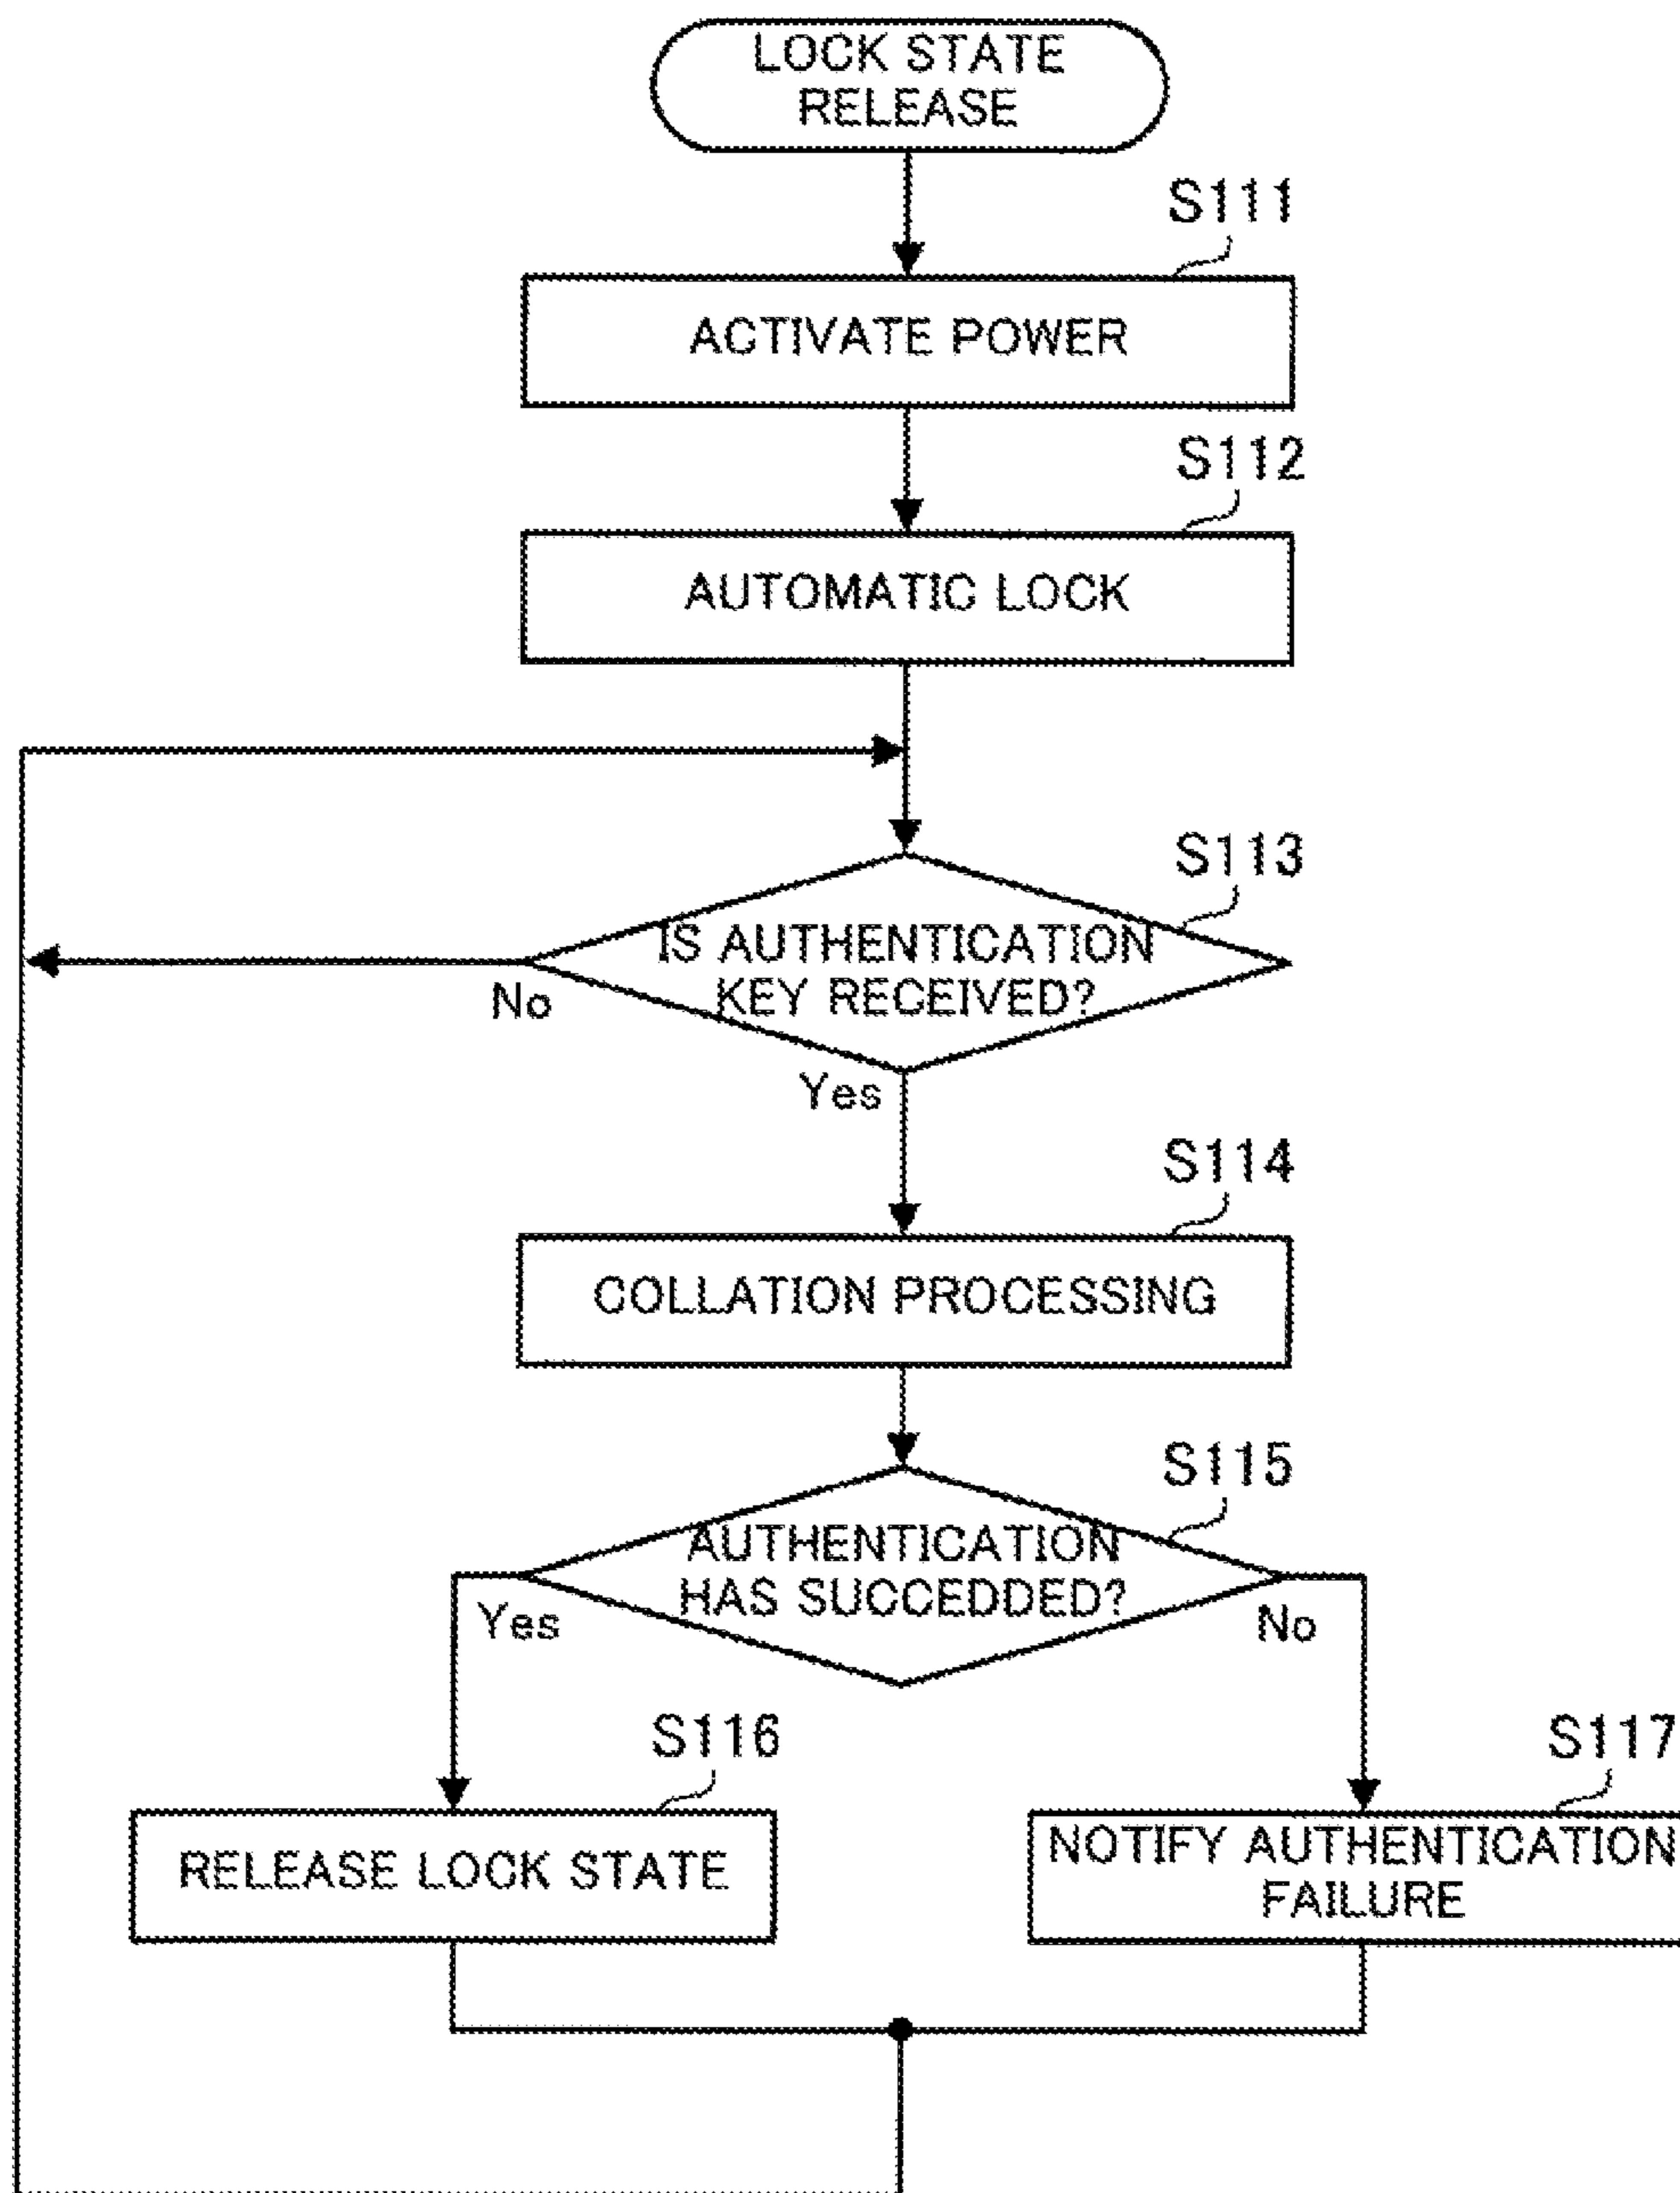 LOCK STATE
RELEASE
S111
ACTIVATE POWER
S112
AUTOMATIC LOCK
S113
IS AUTHENTICATION
KEY RECEIVED?
No
Yes
S114
COLLATION PROCESSING
S115
AUTHENTICATION
HAS SUCCEDDED?
Yes
No
S116
S117
RELEASE LOCK STATE
NOTIFY AUTHENTICATION
FAILURE